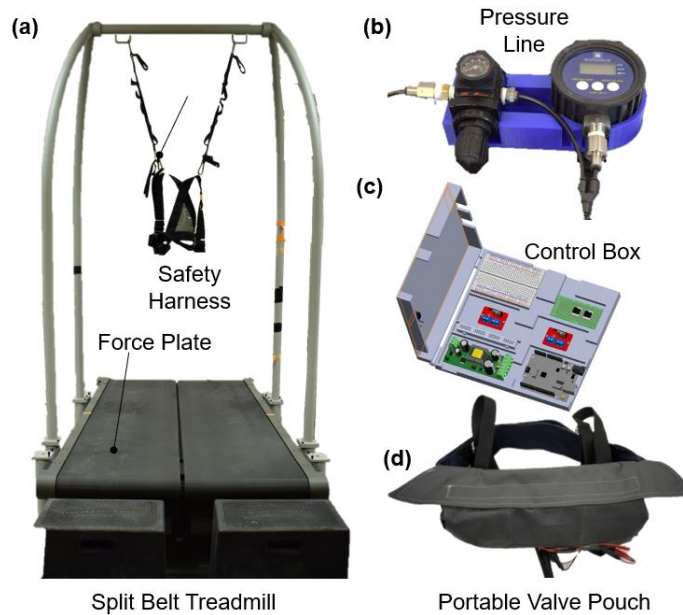 (a)
Safety
Harness
Force Plate
Split Belt Treadmill
(b)
Pressure
Line
(c)
Control Box
(d)
Portable Valve Pouch